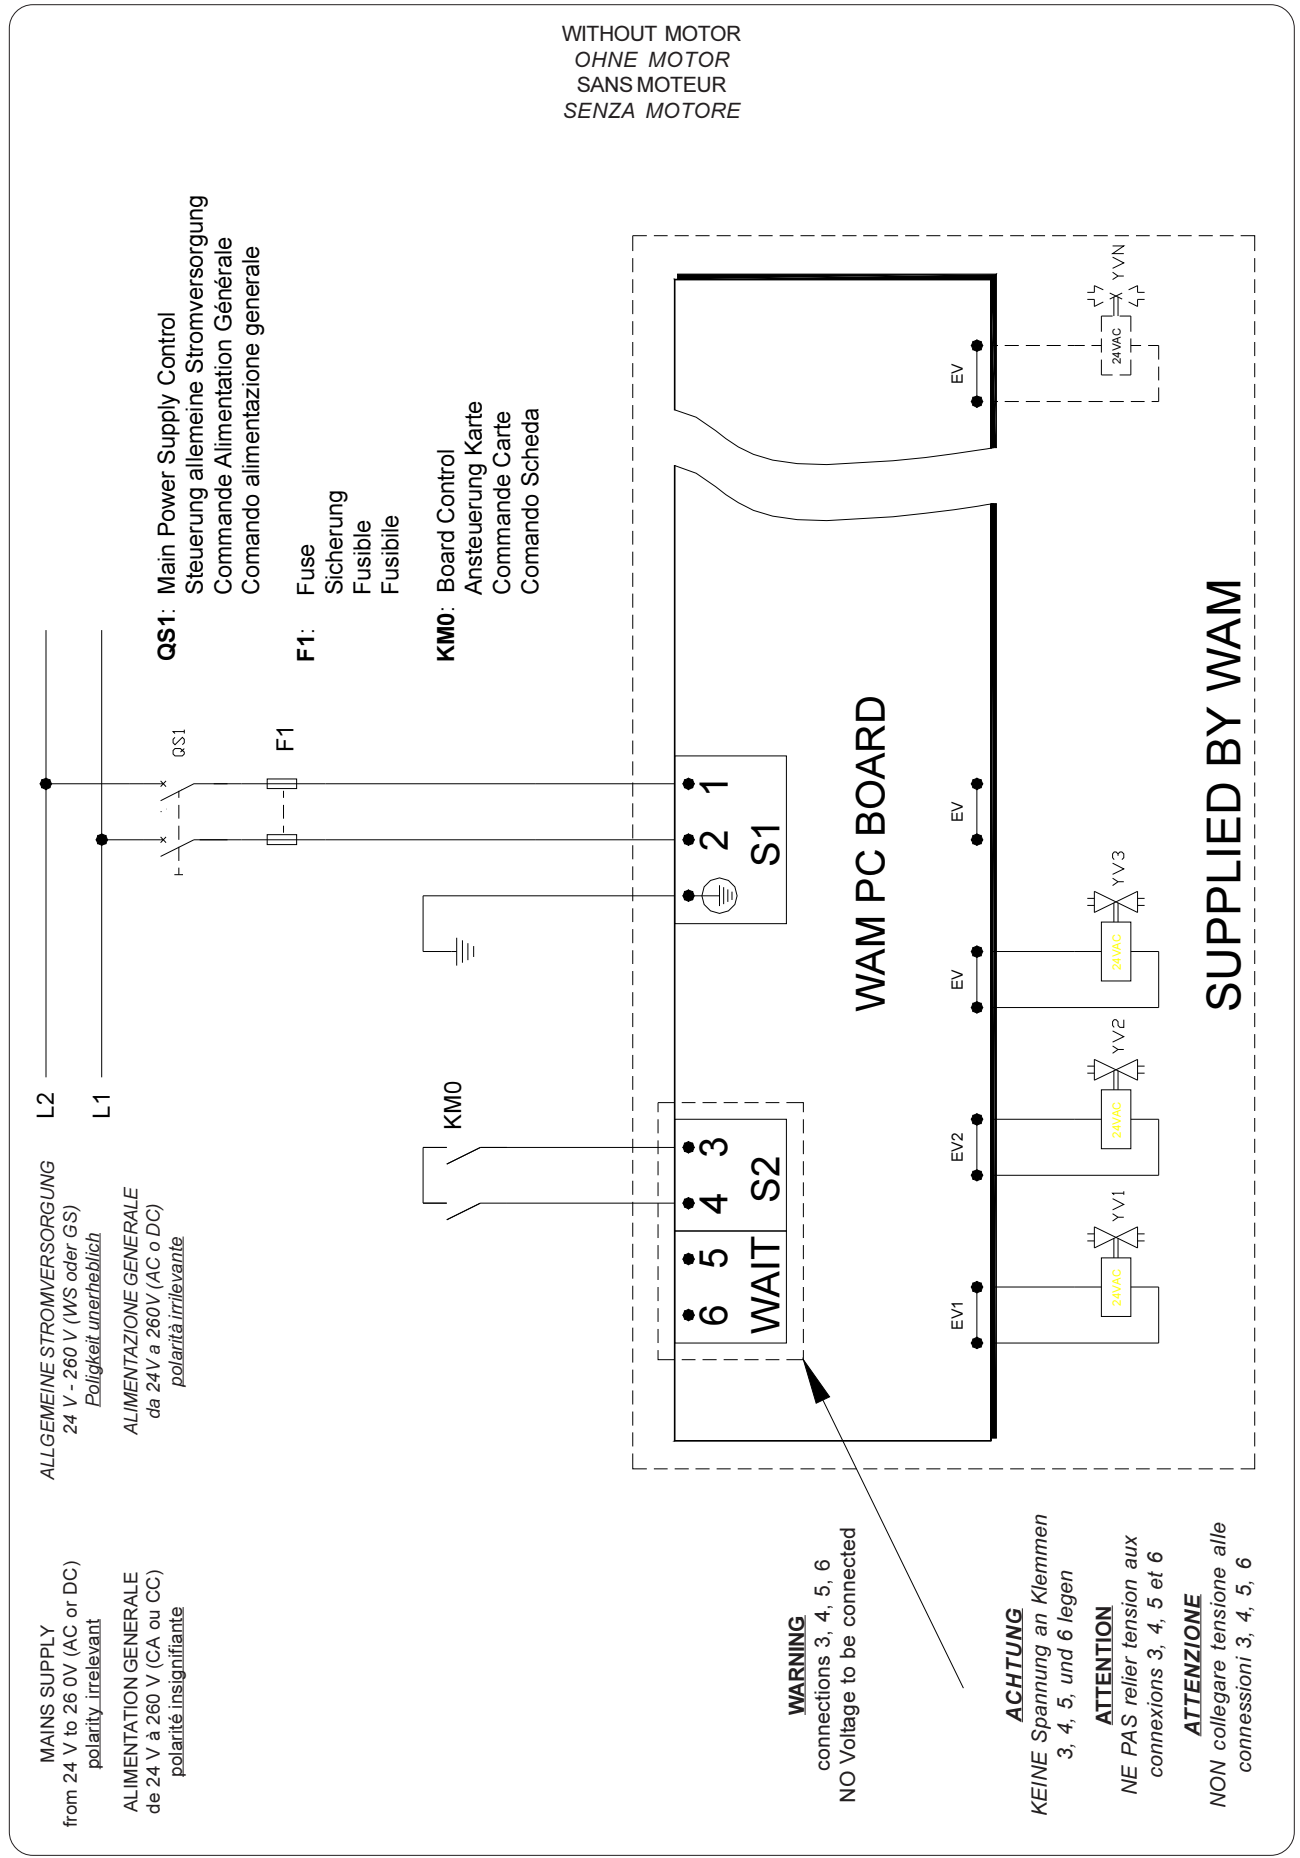 WITHOUT MOTOR
OHNE MOTOR
SANS MOTEUR
SENZA MOTORE
MAINS SUPPLY
from 24 V to 26 0V (AC or DC)
polarity irrelevant
ALIMENTATION GENERALE
de 24 V à 260 V (CA ou CC)
polarité insignifiante
ALLGEMEINE STROMVERSORGUNG
24 V - 260 V (WS oder GS)
Poligkeit unerheblich
ALIMENTAZIONE GENERALE
da 24V a 260V (AC o DC)
polarità irrilevante
L2
L1
QS1
F1
QS1: Main Power Supply Control
Steuerung allemeine Stromversorgung
Commande Alimentation Générale
Comando alimentazione generale
F1: Fuse
Sicherung
Fusible
Fusibile
KM0: Board Control
Ansteuerung Karte
Commande Carte
Comando Scheda
KM0
6 5 4 3
WAIT S2
2 1
S1
WAM PC BOARD
EV1
EV2
EV
EV
EV
24VAC
YV1
24VAC
YV2
24VAC
YV3
24VAC
YVN
SUPPLIED BY WAM
WARNING
connections 3, 4, 5, 6
NO Voltage to be connected
ACHTUNG
KEINE Spannung an Klemmen
3, 4, 5, und 6 legen
ATTENTION
NE PAS relier tension aux
connexions 3, 4, 5 et 6
ATTENZIONE
NON collegare tensione alle
connessioni 3, 4, 5, 6